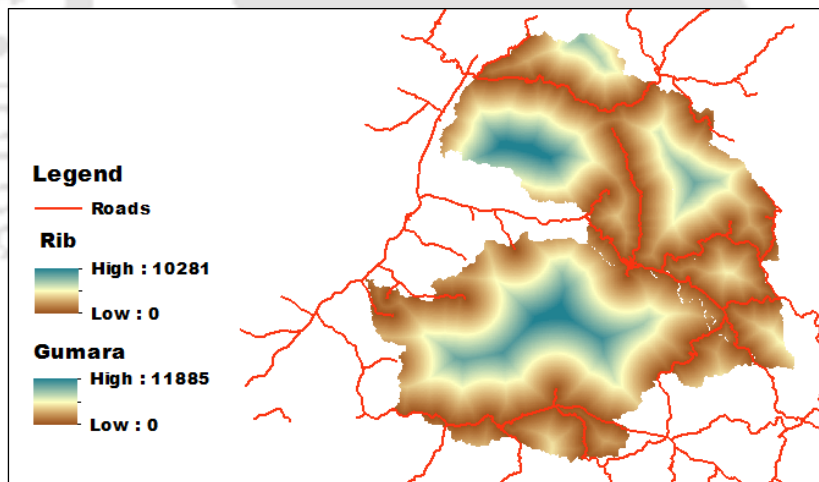 Legend
Roads
Rib
High : 10281
Low : 0
Gumara
High : 11885
Low : 0